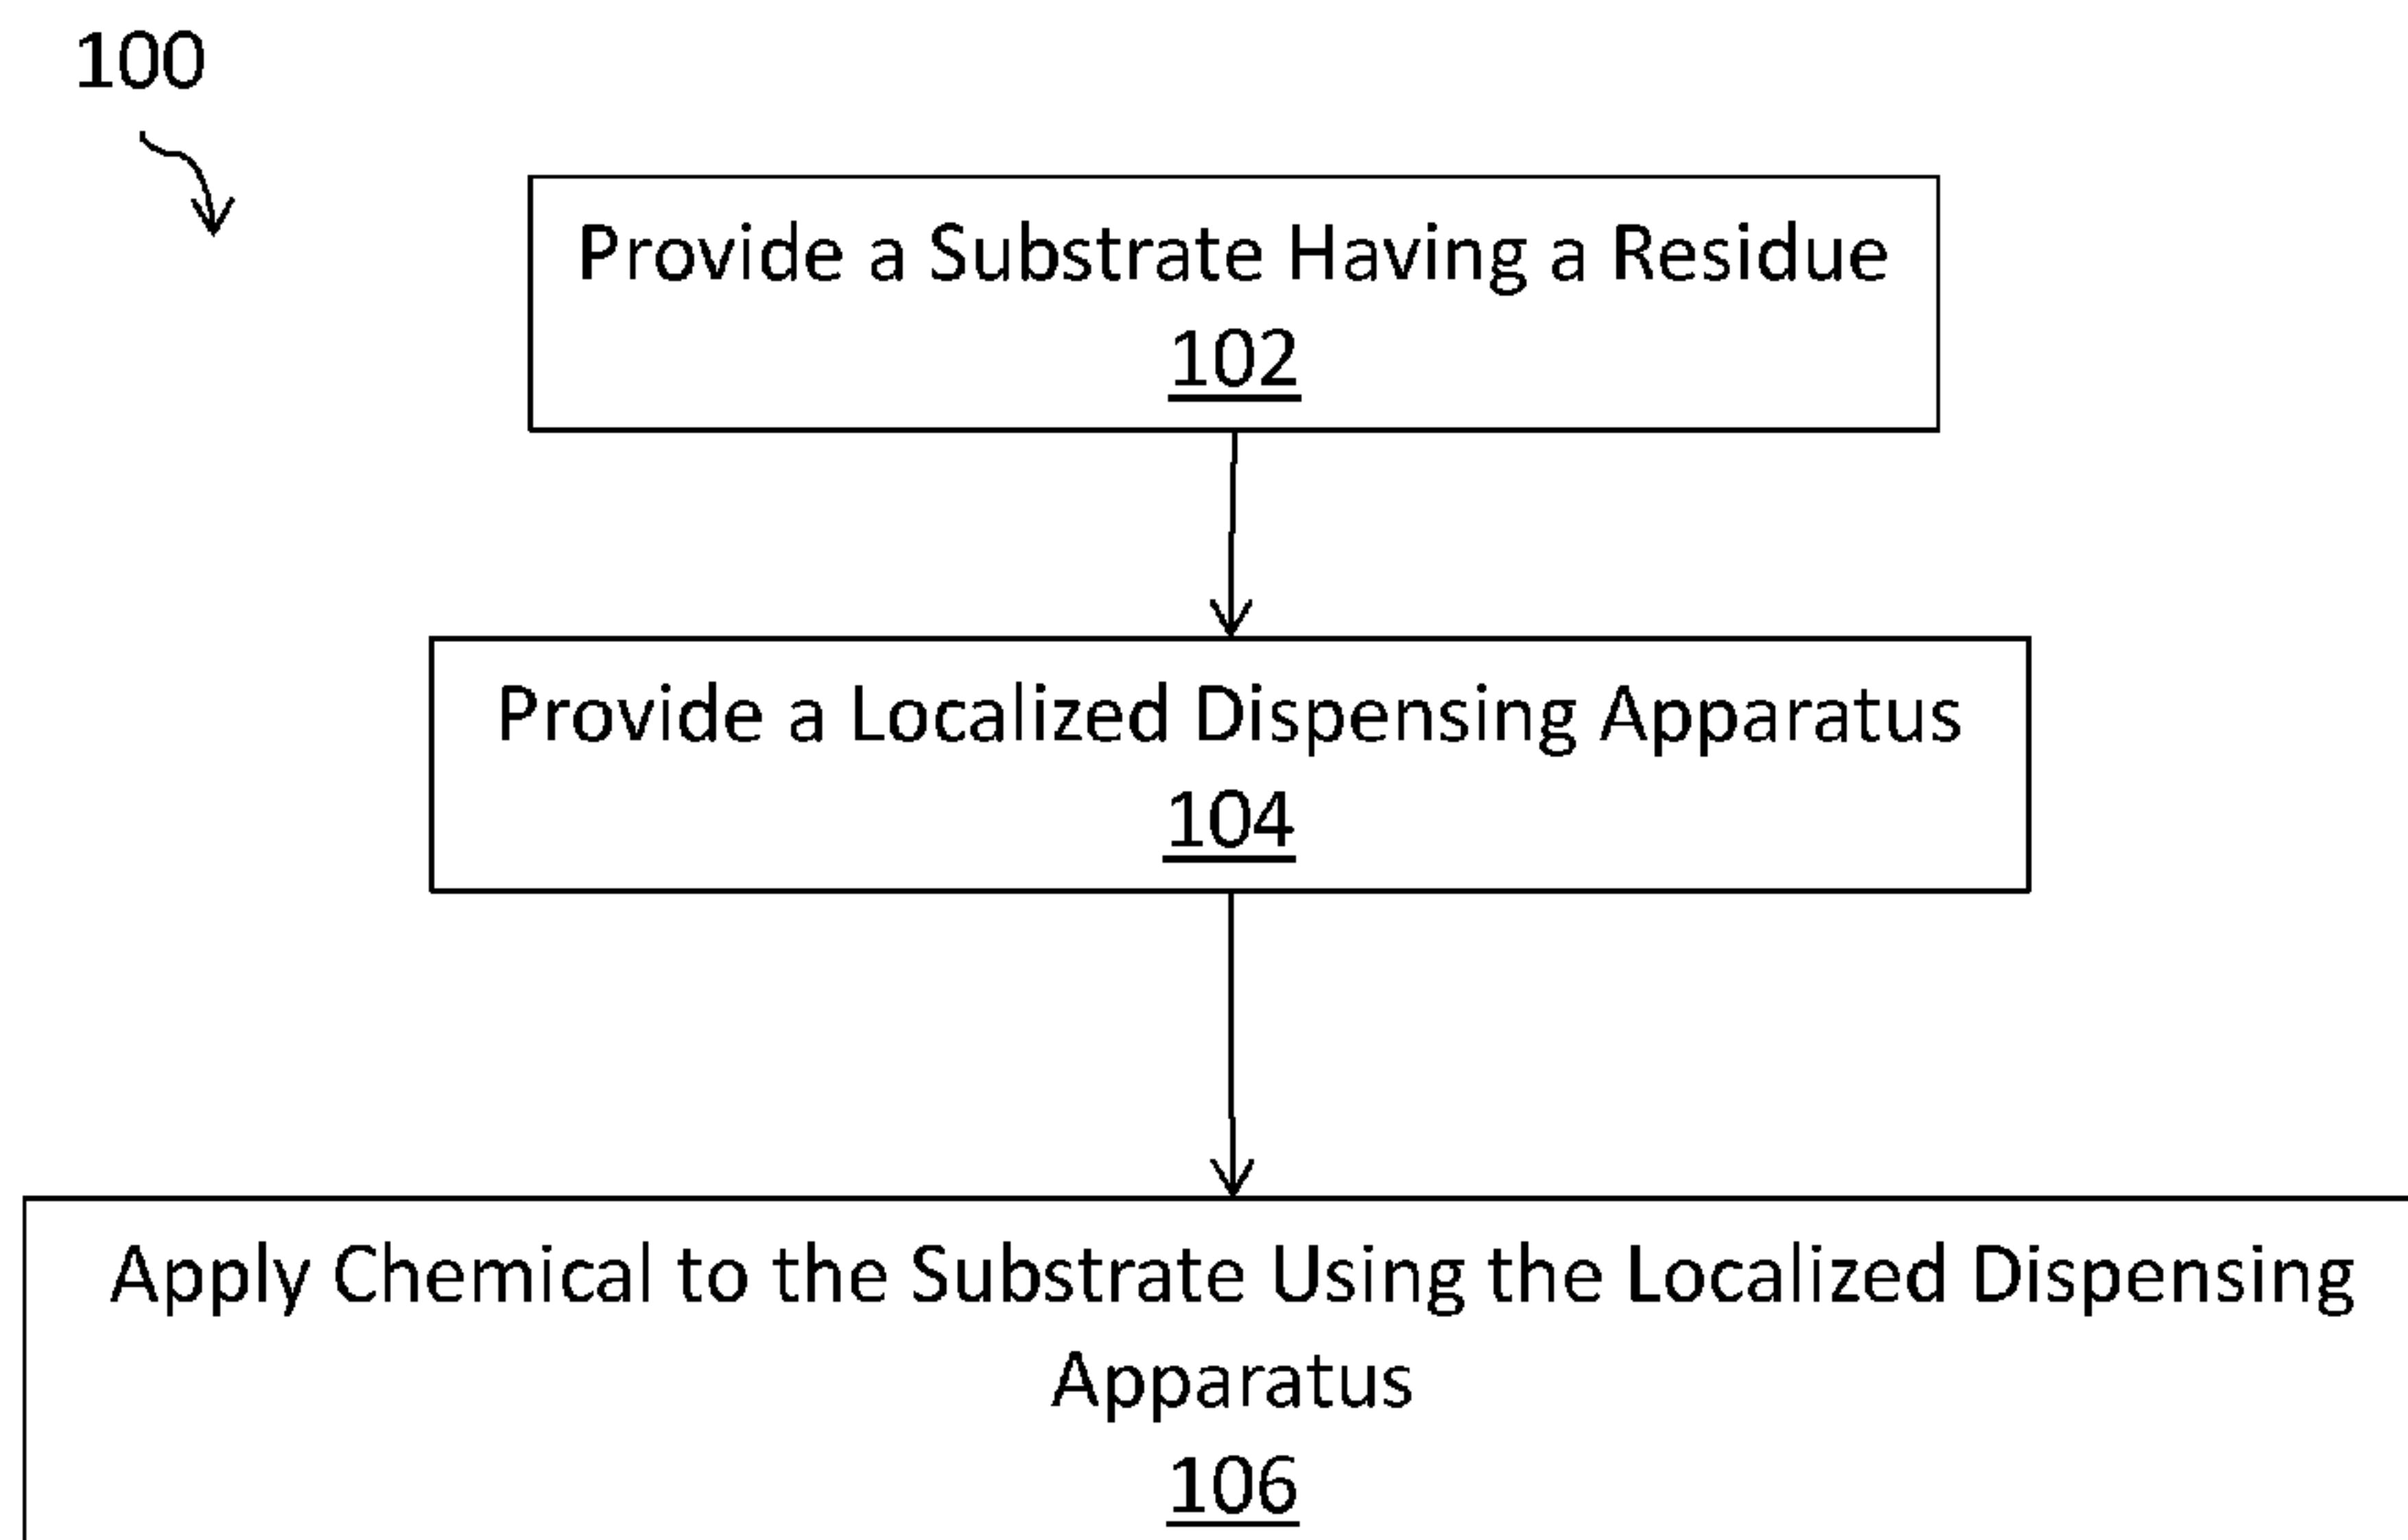 100
Provide a Substrate Having a Residue
102
Provide a Localized Dispensing Apparatus
104
Apply Chemical to the Substrate Using the Localized Dispensing
Apparatus
106